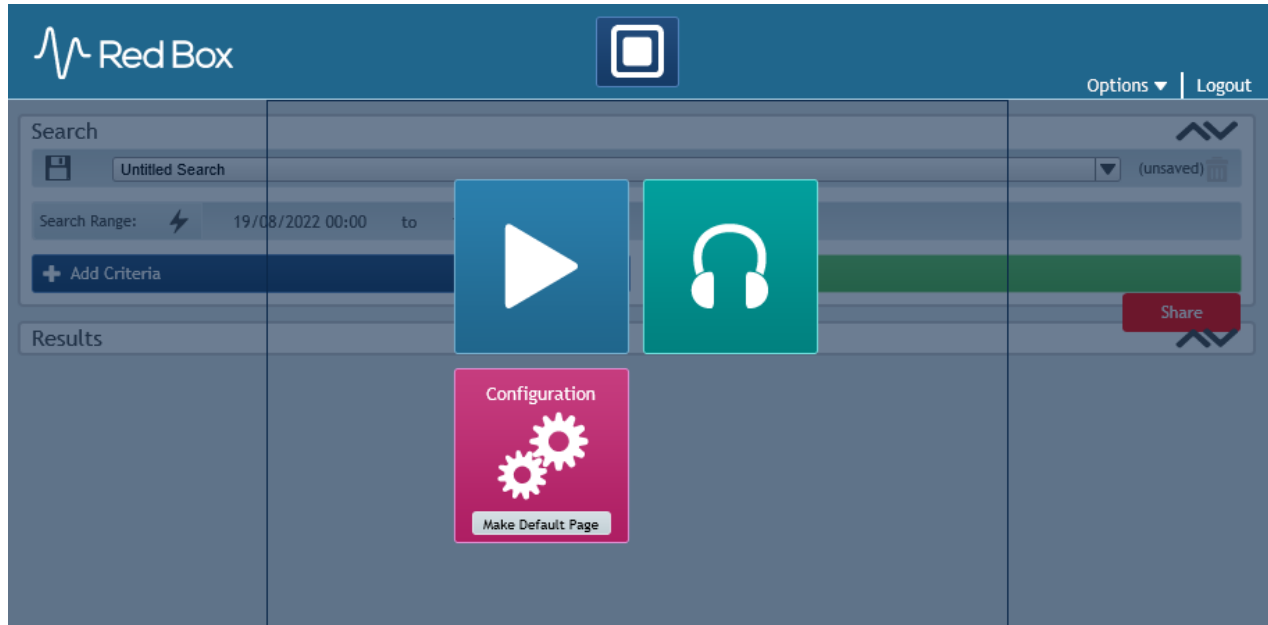 Red Box
Options Logout
Search
Untitled Search (unsaved)
Search Range: 19/08/2022 00:00 to
Add Criteria
Share
Results
Configuration
Make Default Page